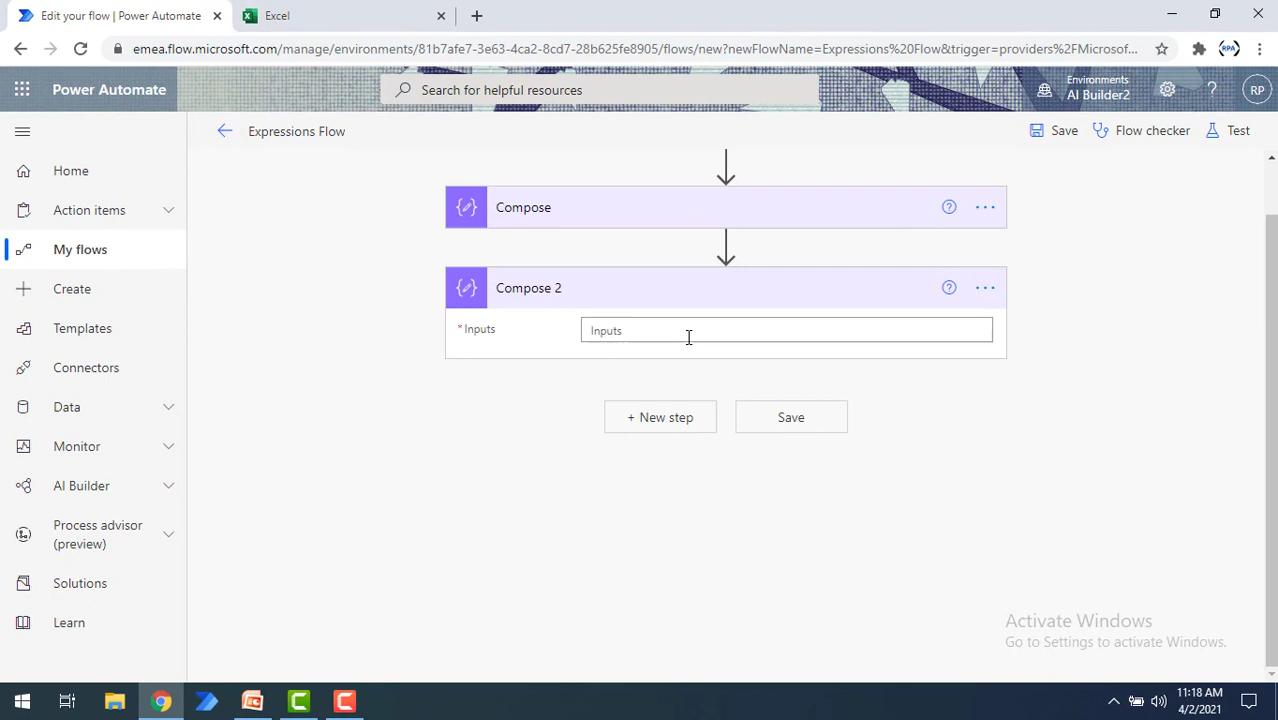 Edit your flow | Power Automate
Excel
emea.flow.microsoft.com/manage/environments/81b7afe7-3e63-4ca2-8cd7-28b625fe8905/flows/new?newFlowName=Expressions%20Flow&trigger=providers%2FMicrosof...
RPA
Power Automate
Search for helpful resources
Environments
AI Builder2
RP
Expressions Flow
Save
Flow checker
Test
Home
Action items
My flows
Create
Templates
Connectors
Data
Monitor
AI Builder
Process advisor
(preview)
Solutions
Learn
Compose
Compose 2
* Inputs
Inputs
+ New step
Save
Activate Windows
Go to Settings to activate Windows.
11:18 AM
4/2/2021